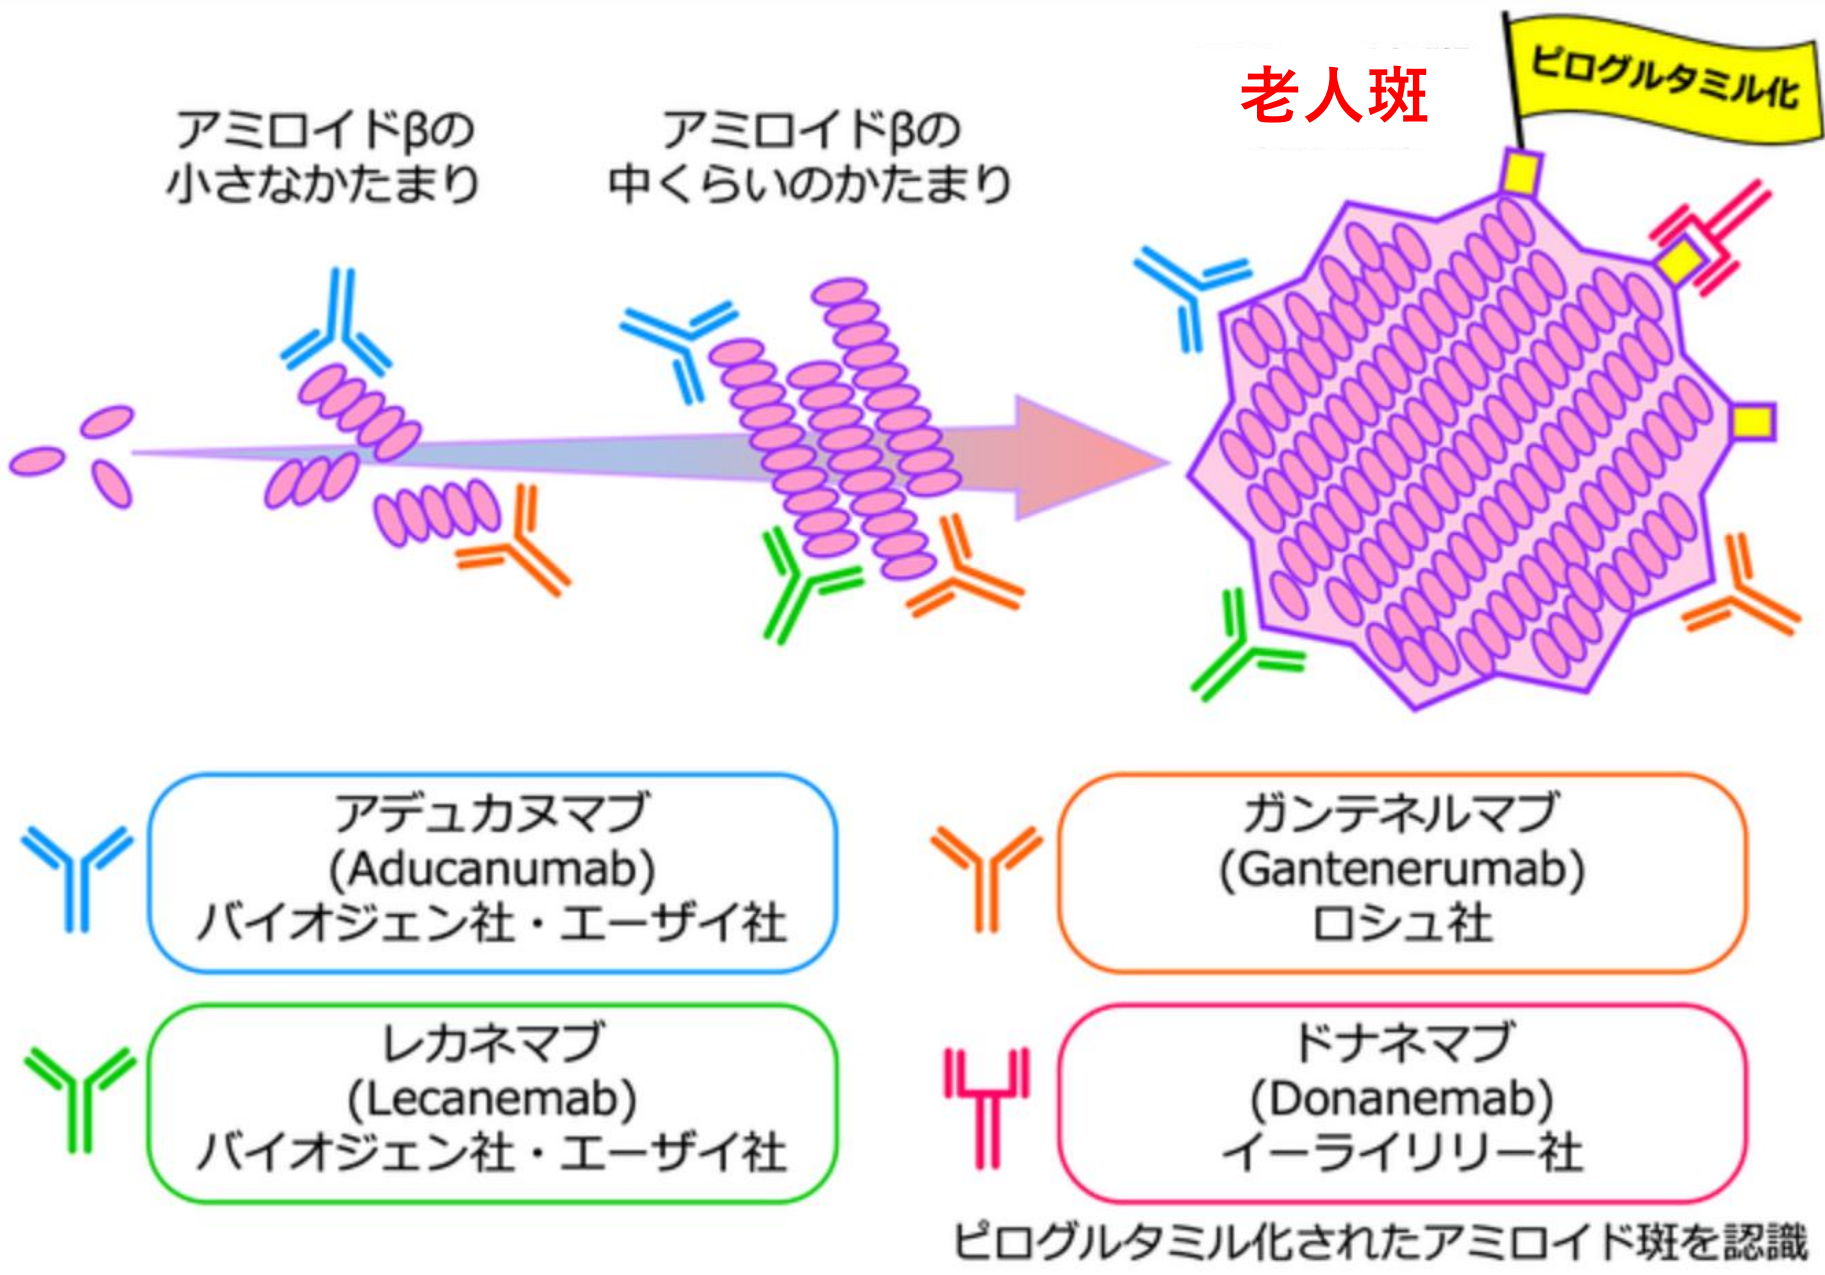 老人斑
ピログルタミル化
アミロイドβの
小さなかたまり
アミロイドβの
中くらいのかたまり
アデュカヌマブ
(Aducanumab)
バイオジェン社・エーザイ社
ガンテネルマブ
(Gantenerumab)
ロシュ社
レカネマブ
(Lecanemab)
バイオジェン社・エーザイ社
ドナネマブ
(Donanemab)
イーライリリー社
ピログルタミル化されたアミロイド斑を認識